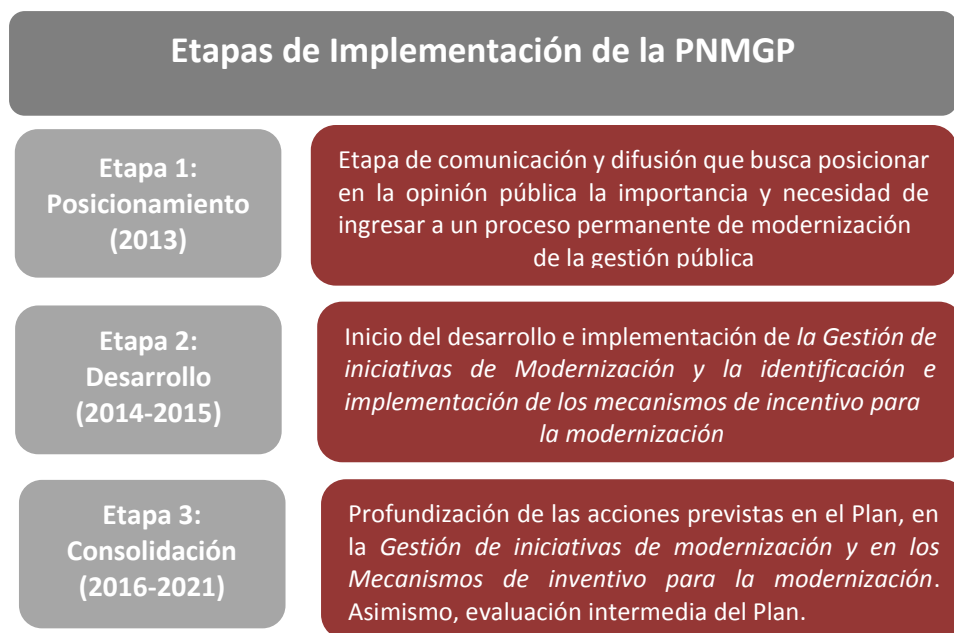 Etapas de Implementación de la PNMGP
Etapa 1:
Posicionamiento
(2013)
Etapa de comunicación y difusión que busca posicionar
en la opinión pública la importancia y necesidad de
ingresar a un proceso permanente de modernización
de la gestión pública
Etapa 2:
Desarrollo
(2014-2015)
Inicio del desarrollo e implementación de la Gestión de
iniciativas de Modernización y la identificación e
implementación de los mecanismos de incentivo para
la modernización
Etapa 3:
Consolidación
(2016-2021)
Profundización de las acciones previstas en el Plan, en
la Gestión de iniciativas de modernización y en los
Mecanismos de inventivo para la modernización.
Asimismo, evaluación intermedia del Plan.